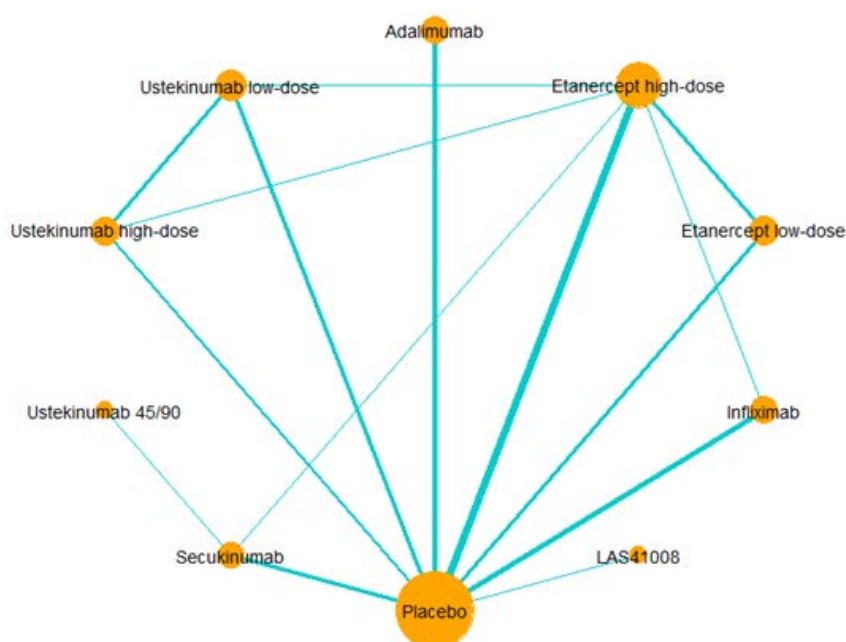 Adalimumab
Ustekinumab low-dose
Etanercept high-dose
Ustekinumab high-dose
Etanercept low-dose
Ustekinumab 45/90
Infliximab
Secukinumab
LAS41008
Placebo